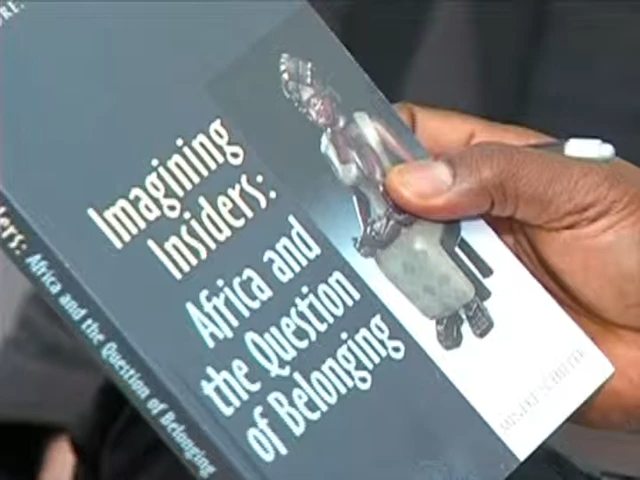 Imagining
Insiders:
Africa and
the Question
of Belonging
Africa and the Question of Belonging